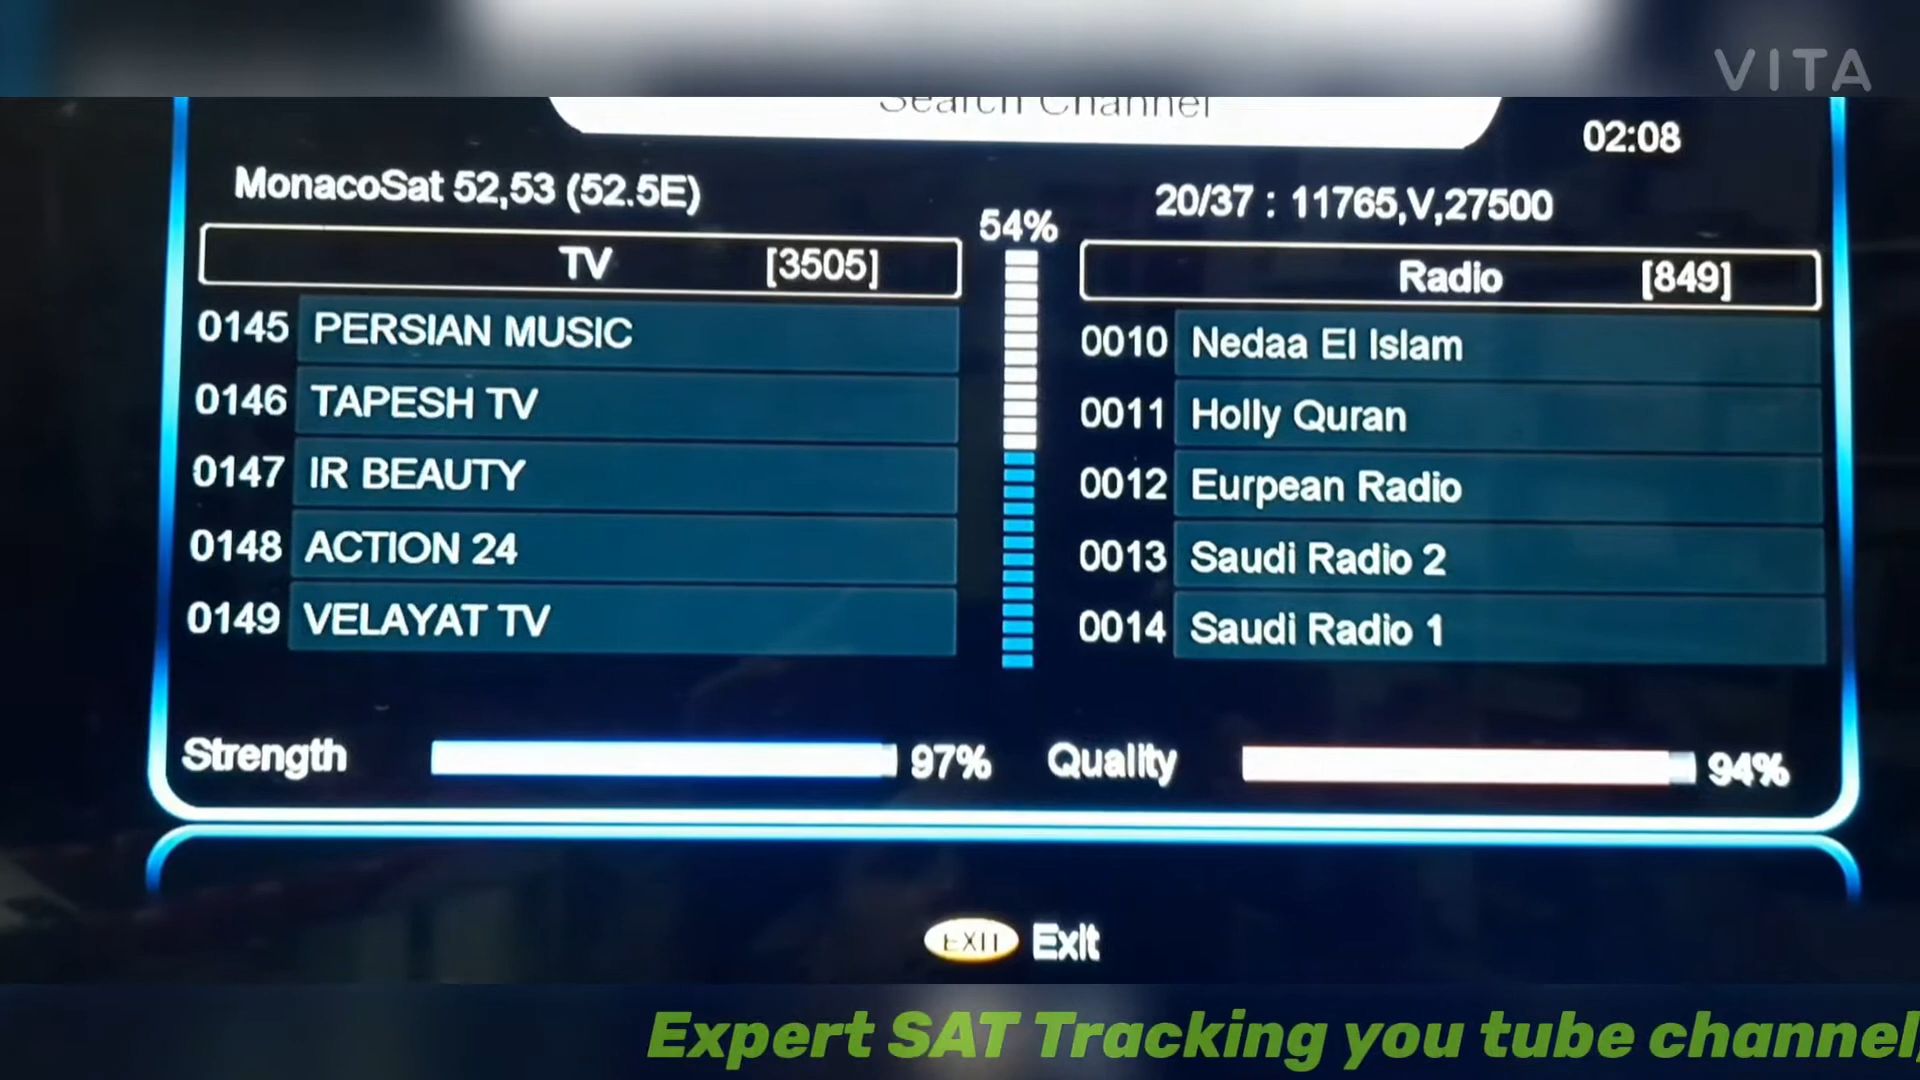 VITA
Search Channel
02:08
MonacoSat 52,53 (52.5E)
20/37 : 11765,V,27500
54%
TV [3505]
0145 PERSIAN MUSIC
0146 TAPESH TV
0147 IR BEAUTY
0148 ACTION 24
0149 VELAYAT TV
Radio [849]
0010 Nedaa El Islam
0011 Holly Quran
0012 Eurpean Radio
0013 Saudi Radio 2
0014 Saudi Radio 1
Strength 97% Quality 94%
EXIT Exit
Expert SAT Tracking you tube channel,